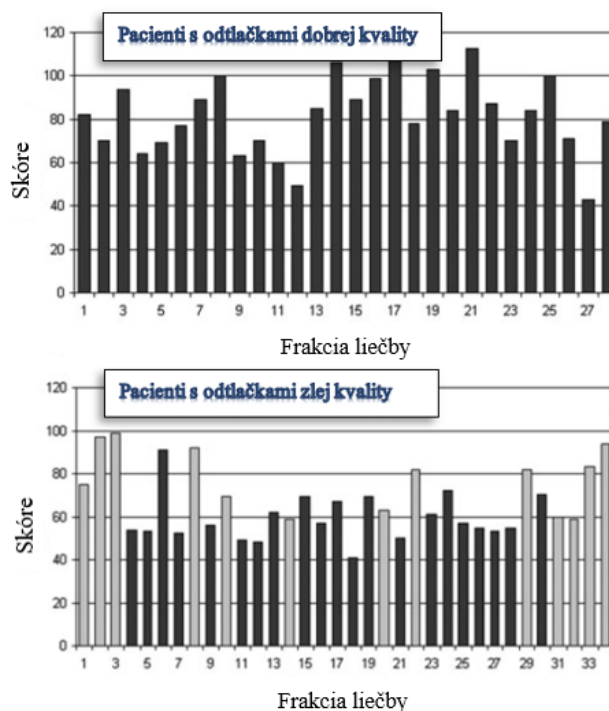 Pacienti s odtlačkami dobrej kvality
120
100
80
60
40
20
0
Skóre
1 3 5 7 9 11 13 15 17 19 21 23 25 27
Frakcia liečby
Pacienti s odtlačkami zlej kvality
120
100
80
60
40
20
0
Skóre
1 3 5 7 9 11 13 15 17 19 21 23 25 27 29 31 33
Frakcia liečby